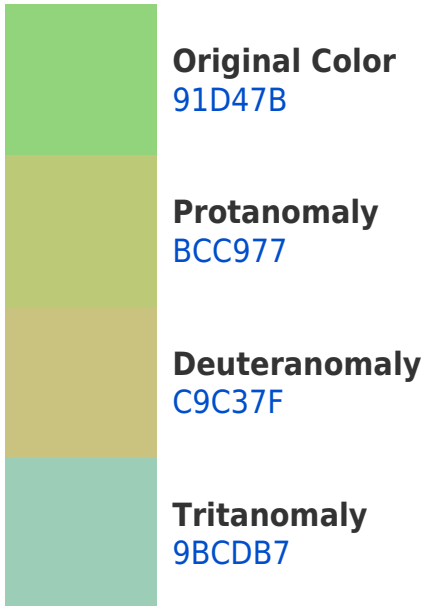 Original Color
91D47B
Protanomaly
BCC977
Deuteranomaly
C9C37F
Tritanomaly
9BCDB7